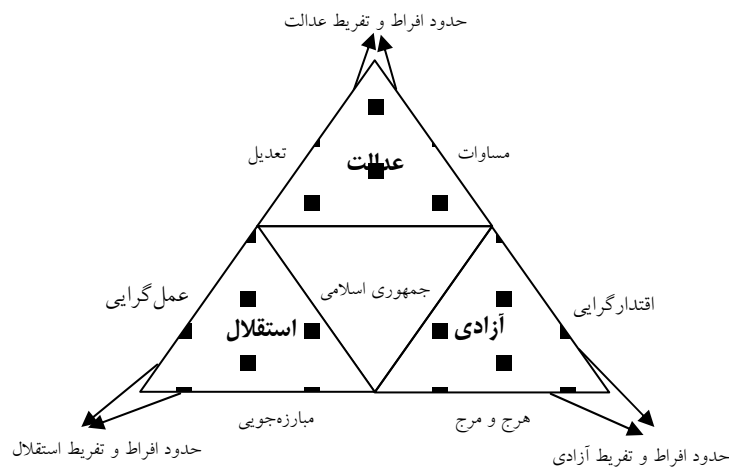 حدود افراط و تفریط عدالت
مساوات
تعدیل
عدالت
جمهوری اسلامی
اقتدارگرایی
عمل‌گرایی
آزادی
استقلال
هرج و مرج
مبارزه‌جویی
حدود افراط و تفریط آزادی
حدود افراط و تفریط استقلال